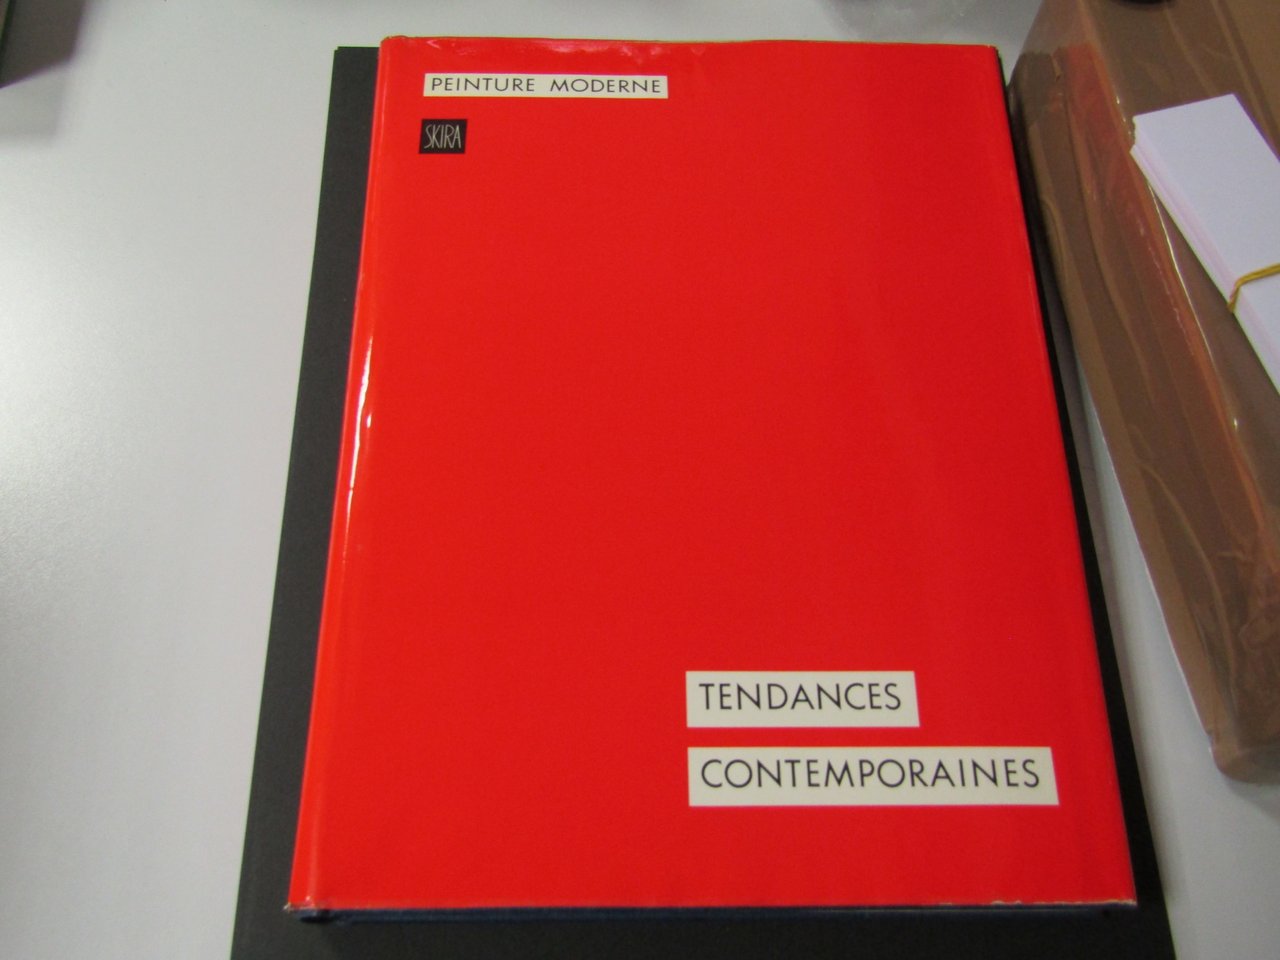 PEINTURE MODERNE
SKIRA
TENDANCES
CONTEMPORAINES